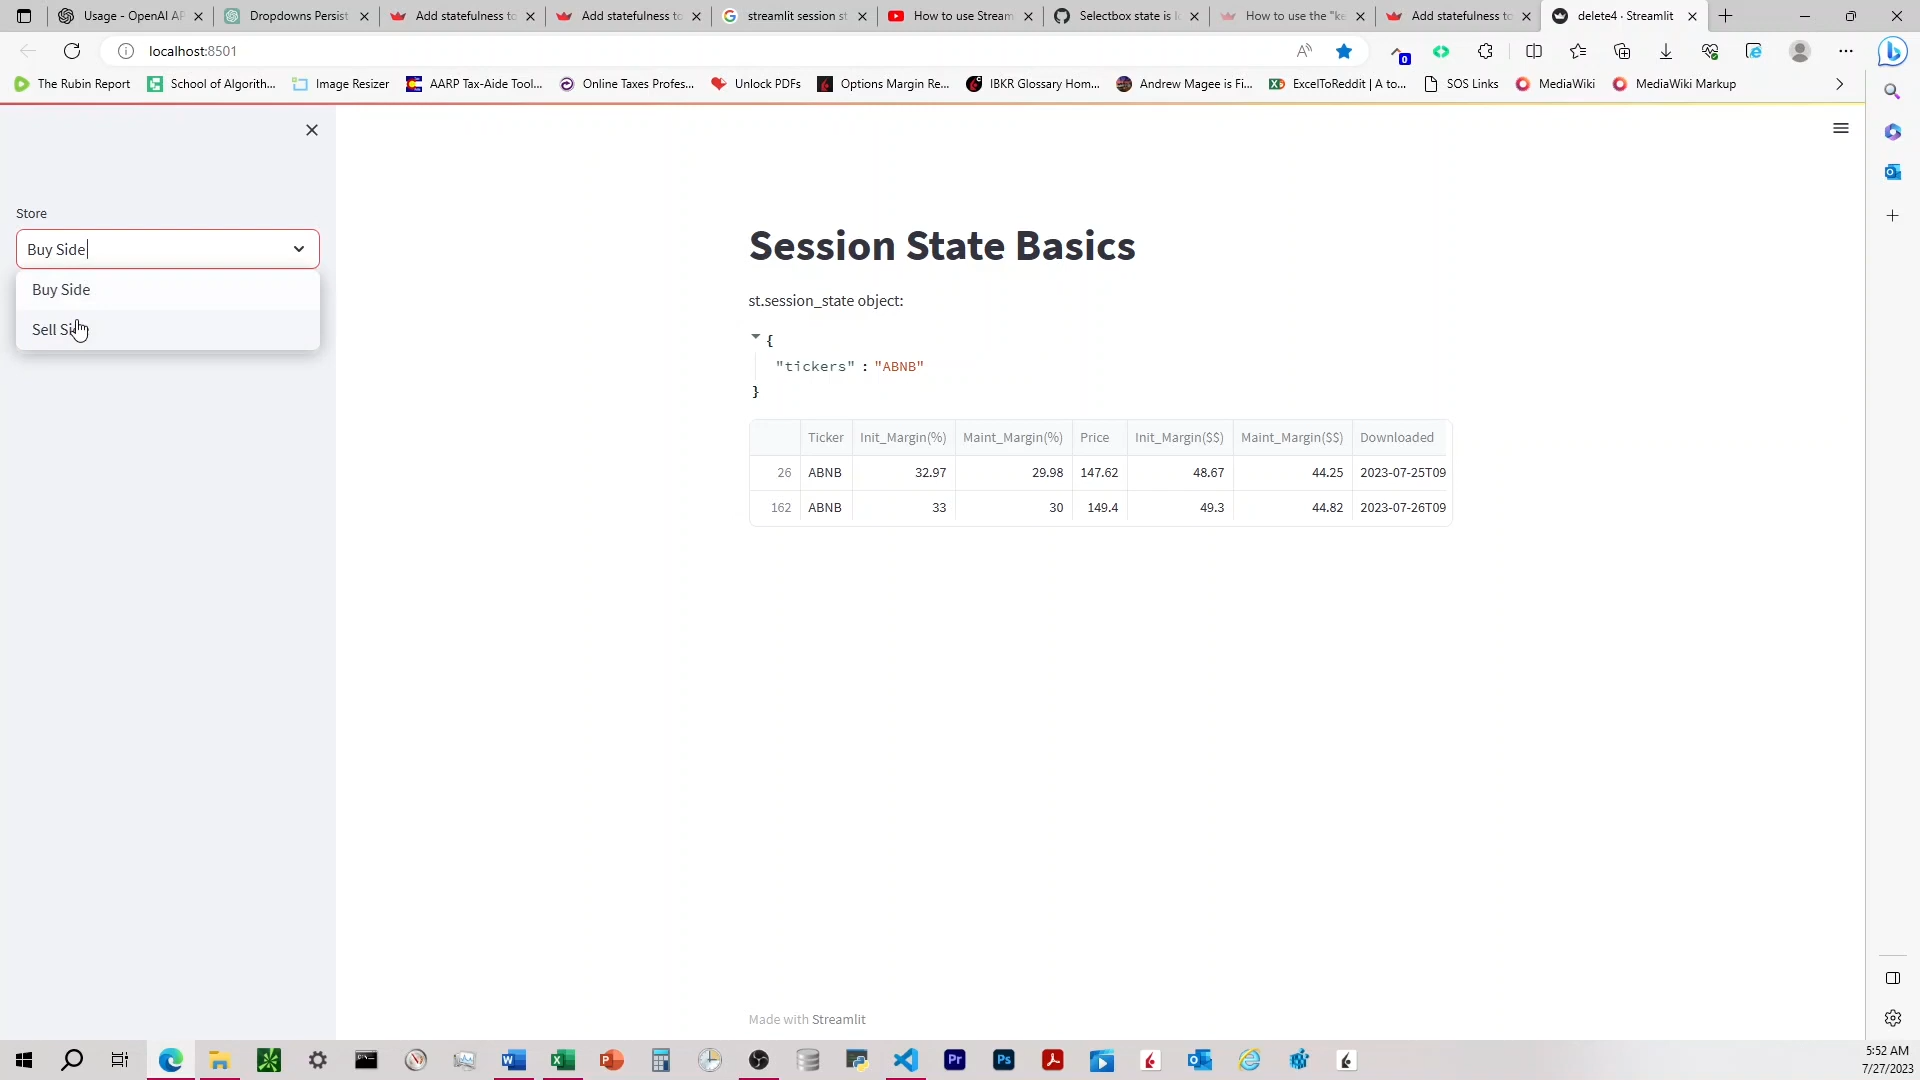 Usage - OpenAI AP
Dropdowns Persist
Add statefulness to
Add statefulness to
streamlit session st
How to use Stream
Selectbox state is l
How to use the "ke
Add statefulness to
delete4 · Streamlit
localhost:8501
0
The Rubin Report
School of Algorith...
Image Resizer
AARP Tax-Aide Tool...
Online Taxes Profes...
Unlock PDFs
Options Margin Re...
IBKR Glossary Hom...
Andrew Magee is Fi...
ExcelToReddit | A to...
SOS Links
MediaWiki
MediaWiki Markup
Store
Buy Side
Buy Side
Sell Side
Session State Basics
st.session_state object:
{
"tickers" : "ABNB"
}
Ticker Init_Margin(%) Maint_Margin(%) Price Init_Margin($$) Maint_Margin($$) Downloaded
26 ABNB 32.97 29.98 147.62 48.67 44.25 2023-07-25T09
162 ABNB 33 30 149.4 49.3 44.82 2023-07-26T09
Made with Streamlit
5:52 AM
7/27/2023